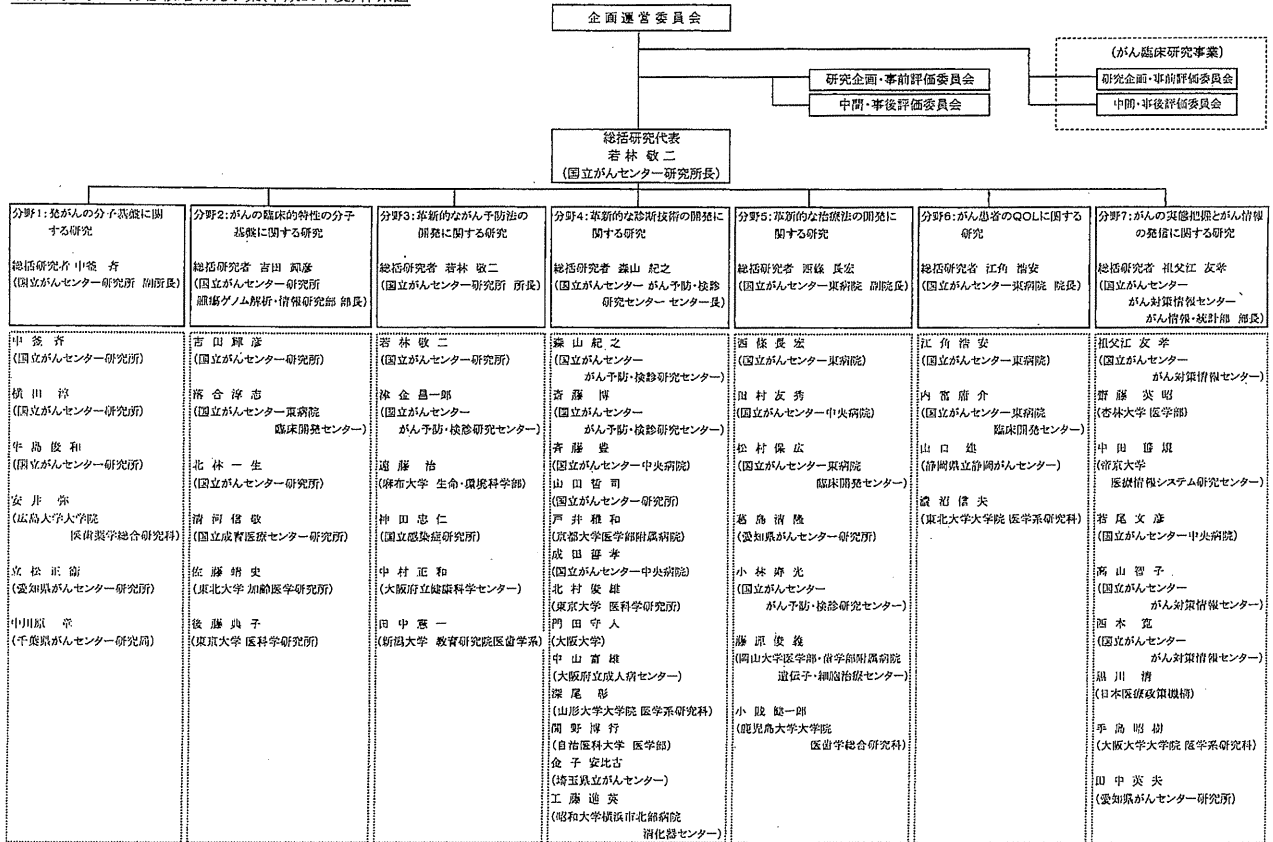 企画運営委員会
(がん臨床研究事業)
研究企画・事前評価委員会
中間・事後評価委員会
研究企画・事前評価委員会
中間・事後評価委員会
総括研究代表
若林 敬二
(国立がんセンター研究所長)
分野1:発がんの分子基盤に関
する研究
総括研究者 中釜 斉
(国立がんセンター研究所 副所長)
中釜 斉
(国立がんセンター研究所)
横田 淳
(国立がんセンター研究所)
牛島俊和
(国立がんセンター研究所)
安井 弥
(広島大学大学院
医歯薬学総合研究科)
立松正衞
(愛知県がんセンター研究所)
中川原 章
(千葉県がんセンター研究局)
分野2:がんの臨床的特性の分子
基盤に関する研究
総括研究者 吉田 輝彦
(国立がんセンター研究所
腫瘍ゲノム解析・情報研究部 部長)
吉田輝彦
(国立がんセンター研究所)
落合淳志
(国立がんセンター東病院
臨床開発センター)
北林一生
(国立がんセンター研究所)
清河信敬
(国立成育医療センター研究所)
佐藤靖史
(東北大学 加齢医学研究所)
後藤典子
(東京大学 医科学研究所)
分野3:革新的ながん予防法の
開発に関する研究
総括研究者 若林 敬二
(国立がんセンター研究所 所長)
若林敬二
(国立がんセンター研究所)
津金昌一郎
(国立がんセンター
がん予防・検診研究センター)
遠藤 治
(麻布大学 生命・環境科学部)
神田忠仁
(国立感染症研究所)
中村正和
(大阪府立健康科学センター)
田中憲一
(新潟大学 教育研究院医歯学系)
分野4:革新的な診断技術の開発に
関する研究
総括研究者 森山 紀之
(国立がんセンター がん予防・検診
研究センター センター長)
森山紀之
(国立がんセンター
がん予防・検診研究センター)
斎藤 博
(国立がんセンター
がん予防・検診研究センター)
斉藤 豊
(国立がんセンター中央病院)
山田哲司
(国立がんセンター研究所)
戸井雅和
(京都大学医学部附属病院)
成田善孝
(国立がんセンター中央病院)
北村俊雄
(東京大学 医科学研究所)
門田守人
(大阪大学)
中山富雄
(大阪府立成人病センター)
深尾 彰
(山形大学大学院 医学系研究科)
間野博行
(自治医科大学 医学部)
金子安比古
(埼玉県立がんセンター)
工藤進英
(昭和大学横浜市北部病院
消化器センター)
分野5:革新的な治療法の開発に
関する研究
総括研究者 西條 長宏
(国立がんセンター東病院 副院長)
西條長宏
(国立がんセンター東病院)
田村友秀
(国立がんセンター中央病院)
松村保広
(国立がんセンター東病院
臨床開発センター)
葛島清隆
(愛知県がんセンター研究所)
小林寿光
(国立がんセンター
がん予防・検診研究センター)
藤原俊義
(岡山大学医学部・歯学部附属病院
遺伝子・細胞治療センター)
小戝健一郎
(鹿児島大学大学院
医歯学総合研究科)
分野6:がん患者のQOLに関する
研究
総括研究者 江角 浩安
(国立がんセンター東病院 院長)
江角浩安
(国立がんセンター東病院)
内富庸介
(国立がんセンター東病院
臨床開発センター)
山口 建
(静岡県立静岡がんセンター)
濃沼信夫
(東北大学大学院 医学系研究科)
分野7:がんの実態把握とがん情報
の発信に関する研究
総括研究者 祖父江 友孝
(国立がんセンター
がん対策情報センター
がん情報・統計部 部長)
祖父江 友孝
(国立がんセンター
がん対策情報センター)
齋藤 英昭
(杏林大学 医学部)
中田
(帝京大学
医療情報システム研究センター)
若尾文彦
(国立がんセンター中央病院)
高山智子
(国立がんセンター
がん対策情報センター)
西本 寛
(国立がんセンター
がん対策情報センター)
黒川 清
(日本医療政策機構)
手島昭樹
(大阪大学大学院 医学系研究科)
田中英夫
(愛知県がんセンター研究所)